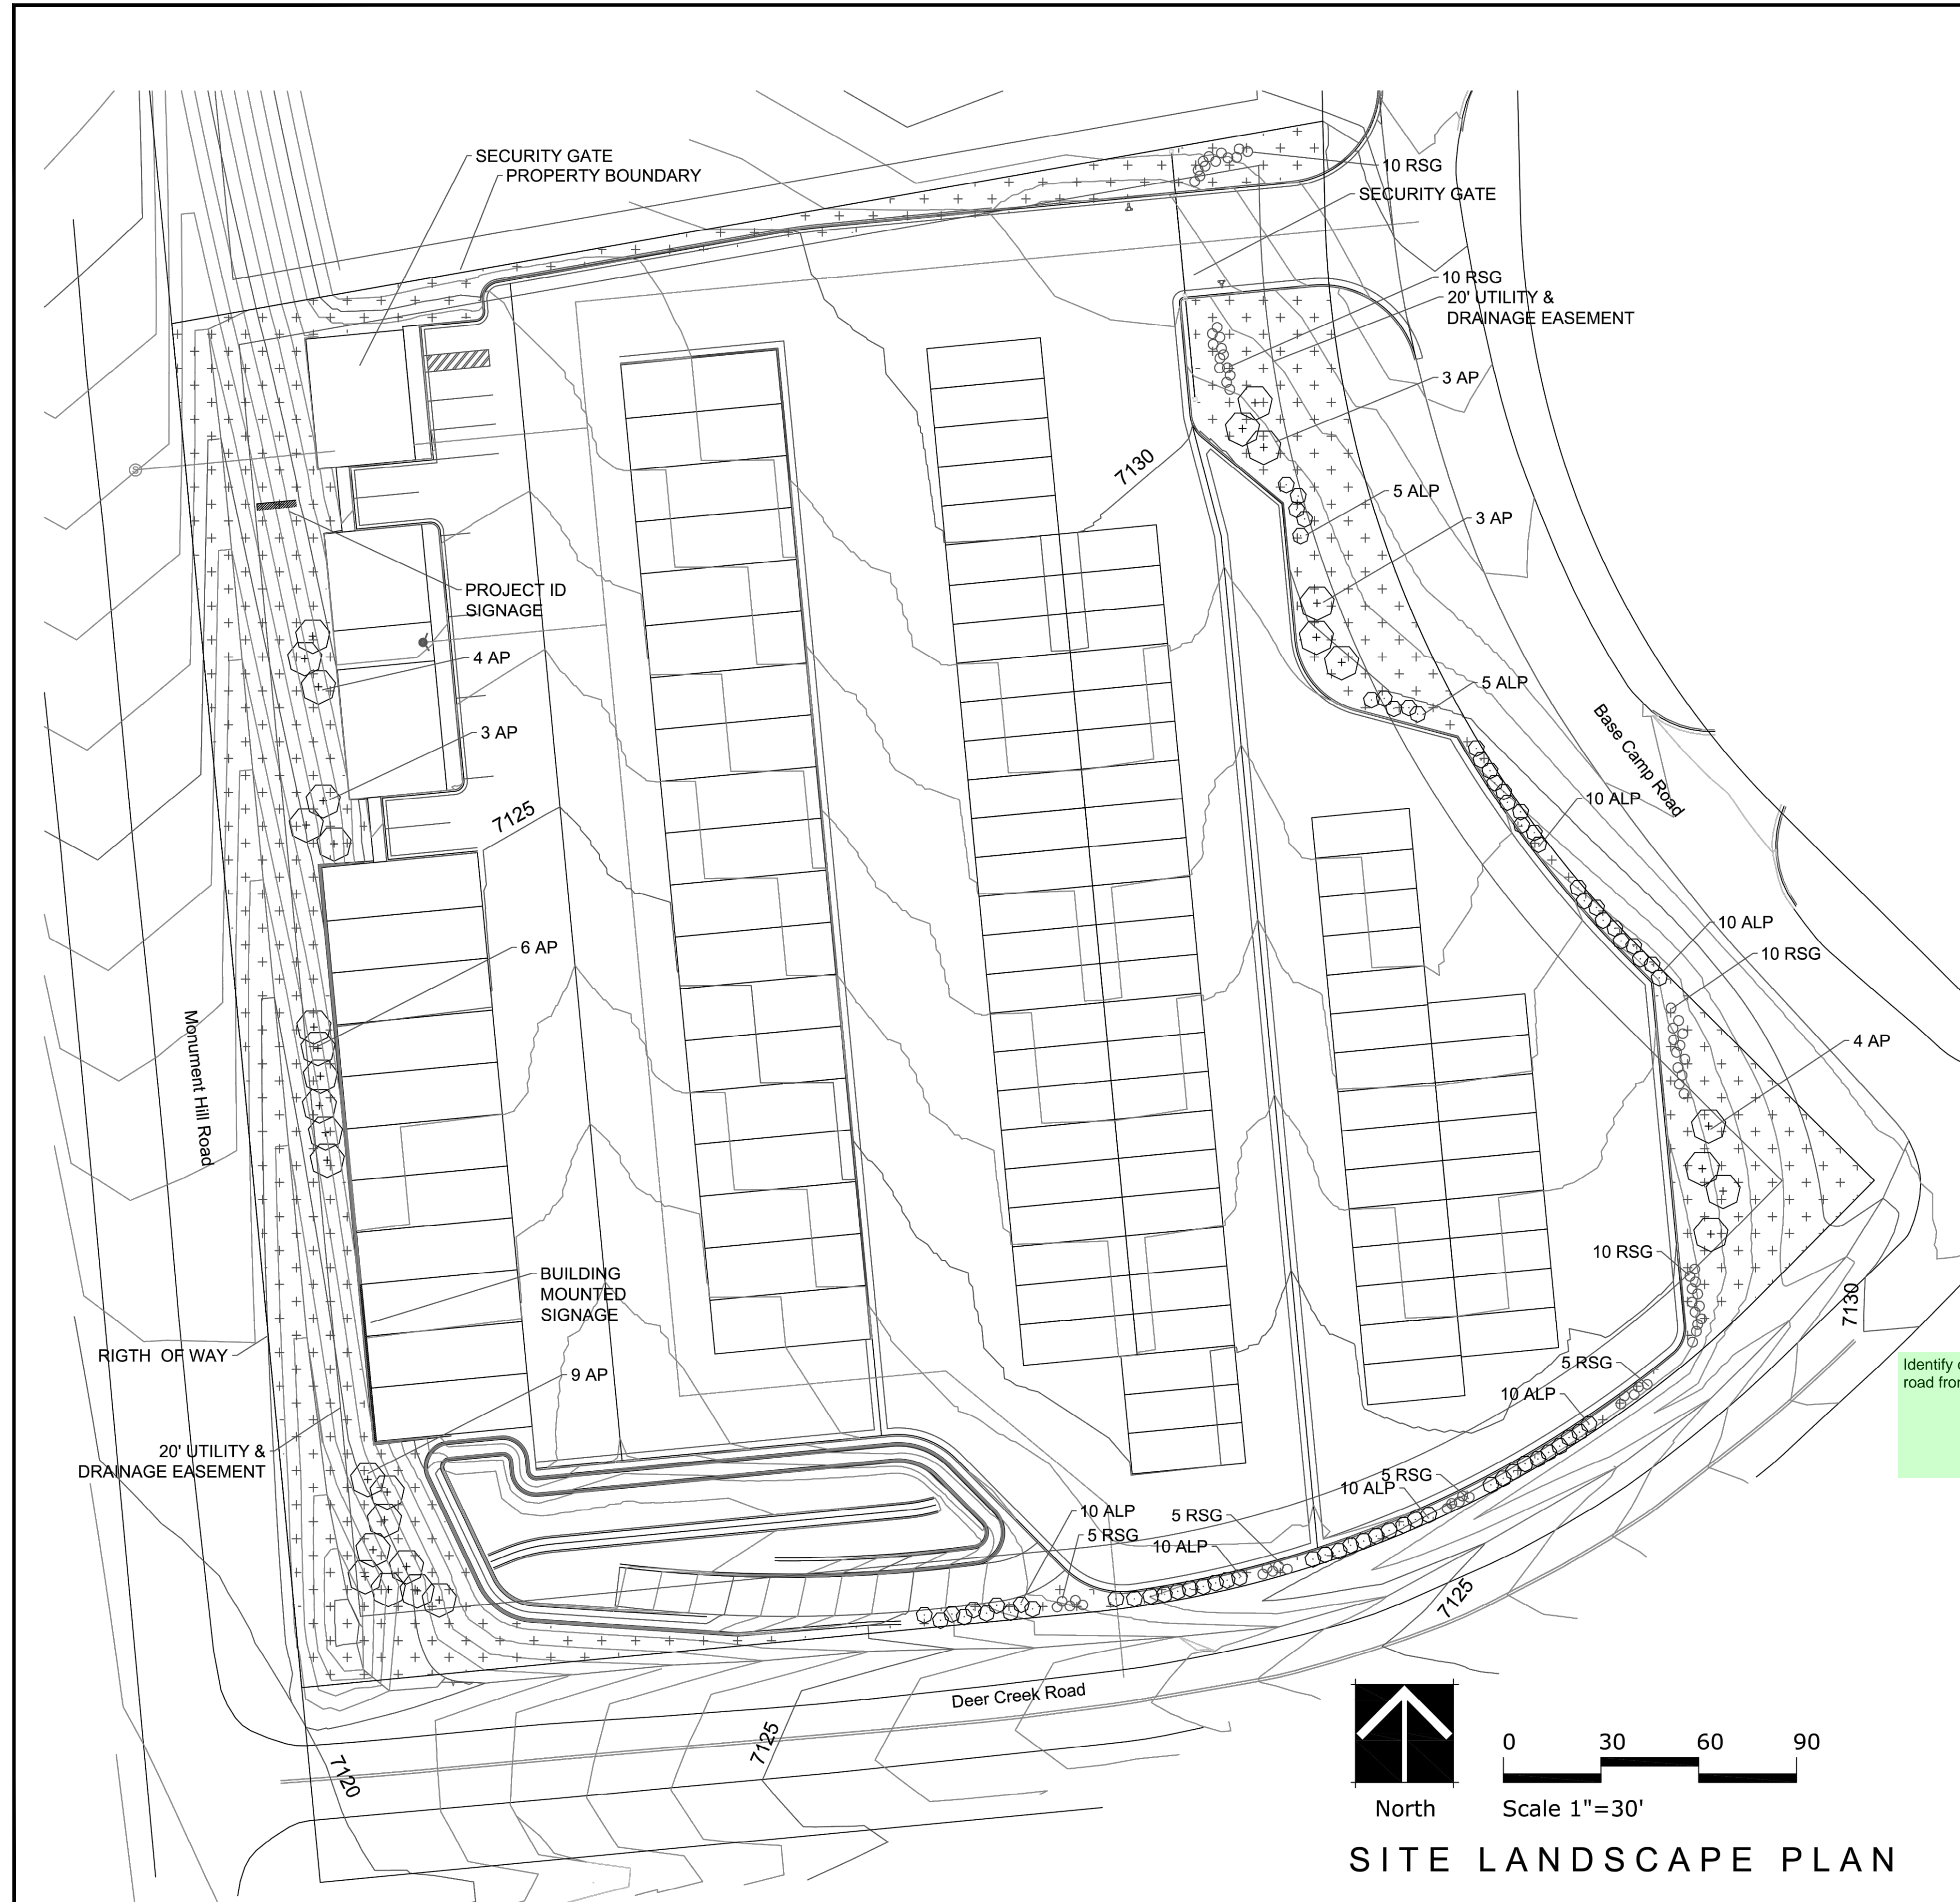 SECURITY GATE
PROPERTY BOUNDARY
10 RSG
SECURITY GATE
10 RSG
20' UTILITY &
DRAINAGE EASEMENT
3 AP
7130
5 ALP
3 AP
PROJECT ID
SIGNAGE
4 AP
5 ALP
3 AP
Base Camp Road
7125
10 ALP
6 AP
10 ALP
10 RSG
Monument Hill Road
4 AP
10 RSG
BUILDING
MOUNTED
SIGNAGE
7130
RIGTH OF WAY
9 AP
5 RSG
10 ALP
Identify
road
20' UTILITY &
DRAINAGE EASEMENT
5 RSG
10 ALP
10 ALP
5 RSG
5 RSG
10 ALP
7125
Deer Creek Road
7125
7120
0 30 60 90
North
Scale 1"=30'
SITE LANDSCAPE PLAN